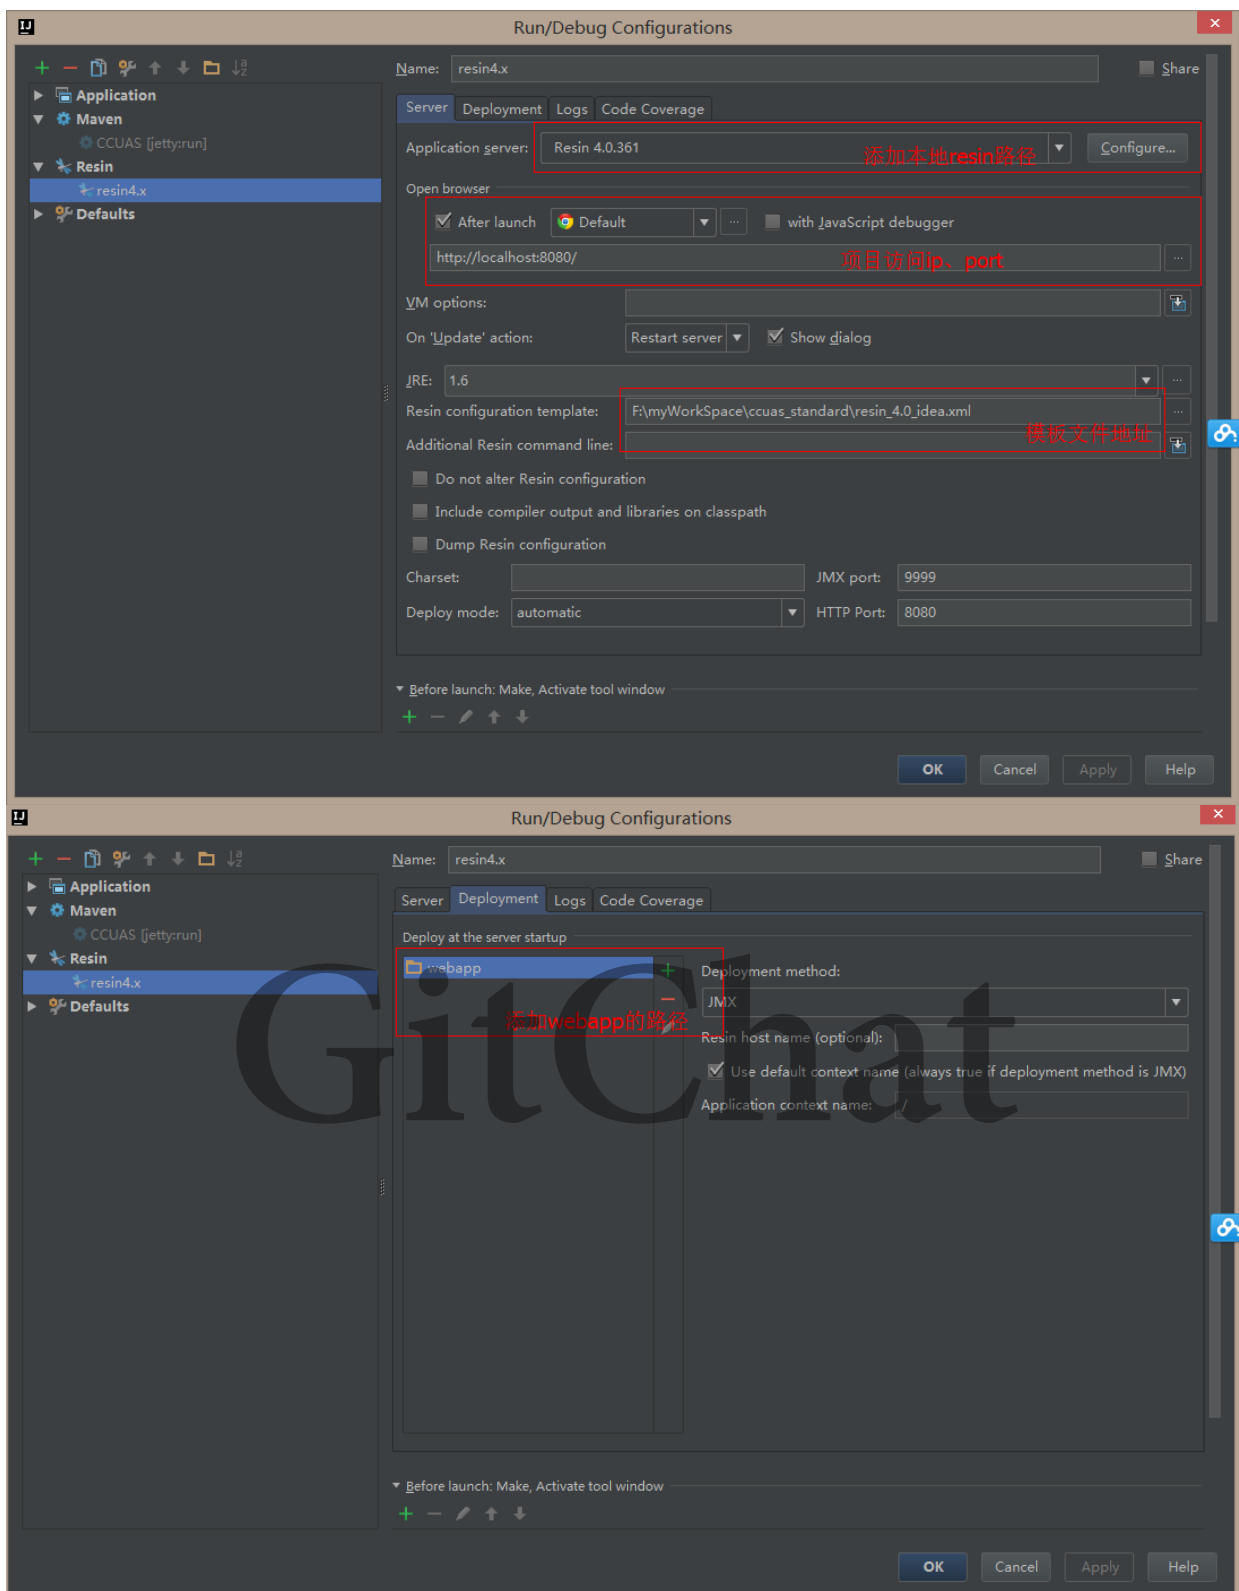 Run/Debug Configurations
Name: resin4.x Share
Application
Maven
CCUAS [jetty:run]
Resin
resin4.x
Defaults
Server Deployment Logs Code Coverage
Application server: Resin 4.0.361 Configure...
添加本地resin路径
Open browser
After launch Default ... with JavaScript debugger
http://localhost:8080/ ...
项目访问ip、port
VM options:
On 'Update' action: Restart server Show dialog
JRE: 1.6 ...
Resin configuration template: F:\myWorkSpace\ccuas_standard\resin_4.0_idea.xml ...
模板文件地址
Additional Resin command line:
Do not alter Resin configuration
Include compiler output and libraries on classpath
Dump Resin configuration
Charset: JMX port: 9999
Deploy mode: automatic HTTP Port: 8080
Before launch: Make, Activate tool window
OK Cancel Apply Help
Run/Debug Configurations
Name: resin4.x Share
Application
Maven
CCUAS [jetty:run]
Resin
resin4.x
Defaults
Server Deployment Logs Code Coverage
Deploy at the server startup
webapp
添加webapp的路径
Deployment method:
JMX
Resin host name (optional):
Use default context name (always true if deployment method is JMX)
Application context name: /
GitChat
Before launch: Make, Activate tool window
OK Cancel Apply Help